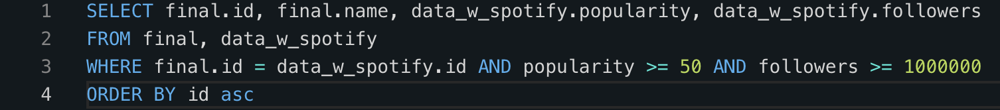 1 SELECT final.id, final.name, data_w_spotify.popularity, data_w_spotify.followers
2 FROM final, data_w_spotify
3 WHERE final.id = data_w_spotify.id AND popularity >= 50 AND followers >= 1000000
4 ORDER BY id asc